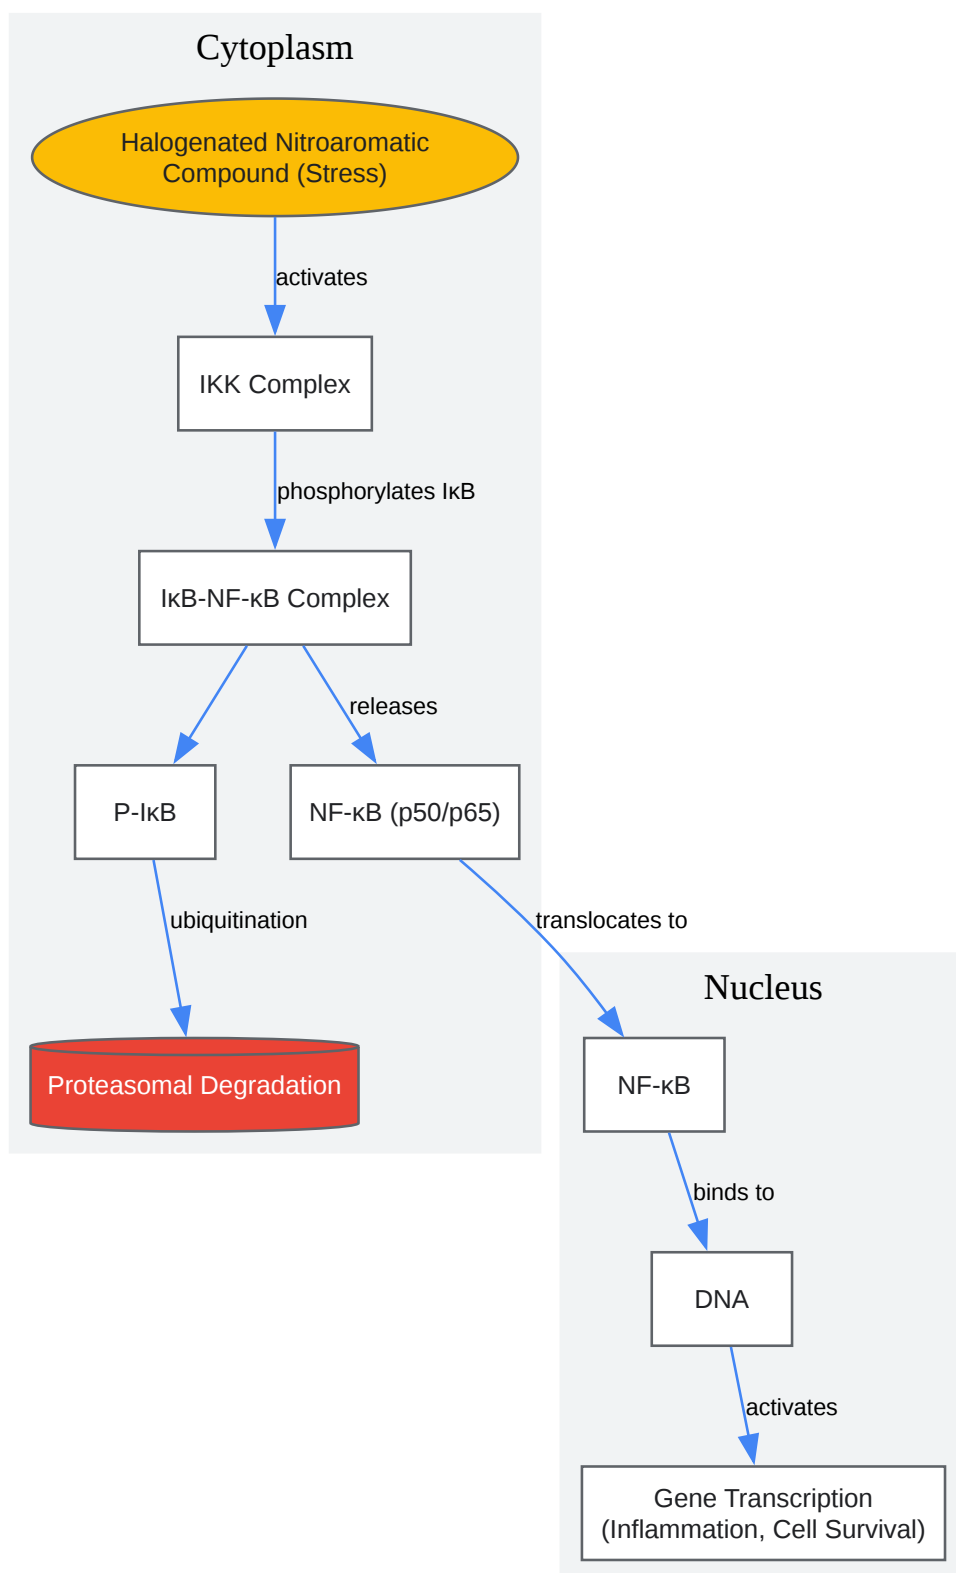 Cytoplasm
Halogenated Nitroaromatic
Compound (Stress)
activates
IKK Complex
phosphorylates IκB
IκB-NF-κB Complex
releases
P-IκB
NF-κB (p50/p65)
ubiquitination
translocates to
Nucleus
Proteasomal Degradation
NF-κB
binds to
DNA
activates
Gene Transcription
(Inflammation, Cell Survival)